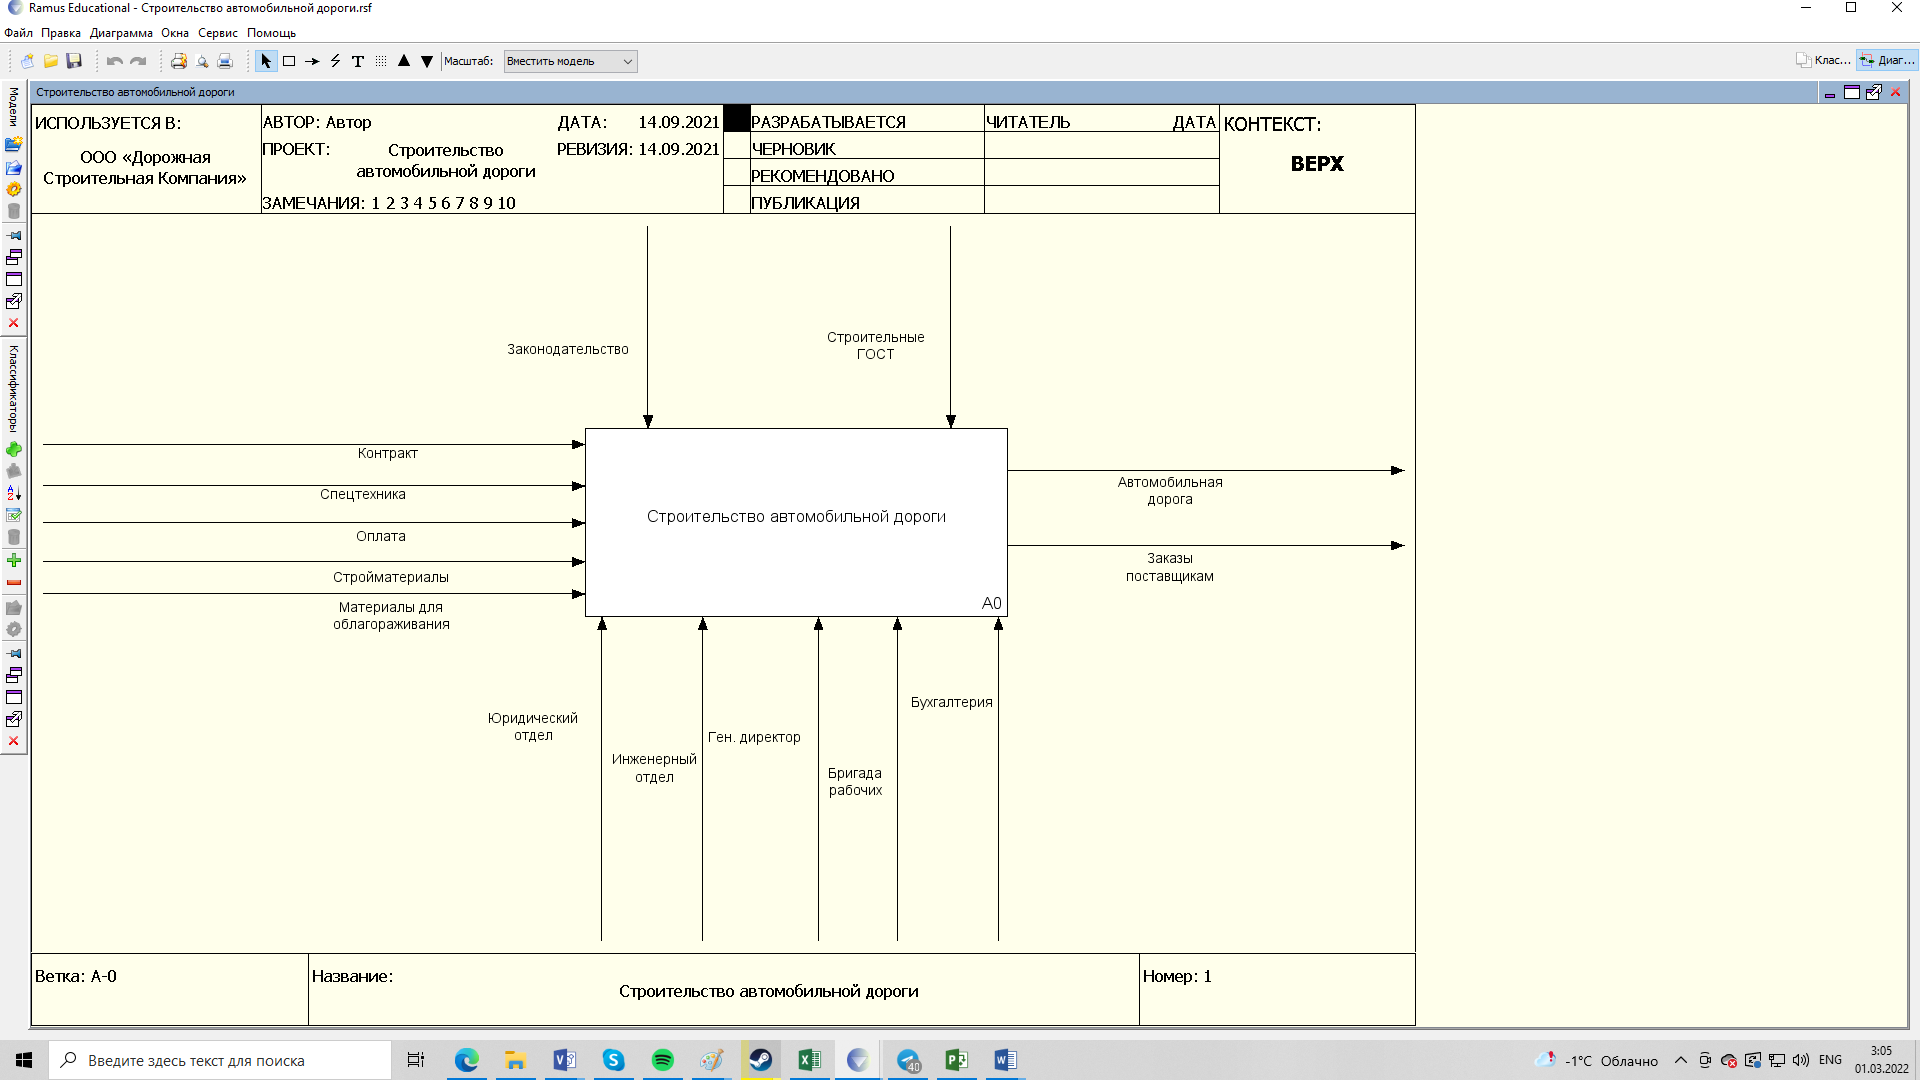 Ramus Educational - Строительство автомобильной дороги.rsf
Файл Правка Диаграмма Окна Сервис Помощь
Масштаб: Вместить модель
Клас... Диаг...
Модели
Классификаторы
Строительство автомобильной дороги
ИСПОЛЬЗУЕТСЯ В:
ООО «Дорожная
Строительная Компания»
АВТОР: Автор
ДАТА: 14.09.2021
ПРОЕКТ: Строительство
автомобильной дороги
РЕВИЗИЯ: 14.09.2021
ЗАМЕЧАНИЯ: 1 2 3 4 5 6 7 8 9 10
РАЗРАБАТЫВАЕТСЯ
ЧЕРНОВИК
РЕКОМЕНДОВАНО
ПУБЛИКАЦИЯ
ЧИТАТЕЛЬ ДАТА
КОНТЕКСТ:
ВЕРХ
Законодательство
Строительные
ГОСТ
Контракт
Спецтехника
Оплата
Стройматериалы
Материалы для
облагораживания
Строительство автомобильной дороги
A0
Автомобильная
дорога
Заказы
поставщикам
Юридический
отдел
Инженерный
отдел
Ген. директор
Бригада
рабочих
Бухгалтерия
Ветка: A-0
Название:
Строительство автомобильной дороги
Номер: 1
Введите здесь текст для поиска
40
-1°C Облачно
ENG
3:05
01.03.2022